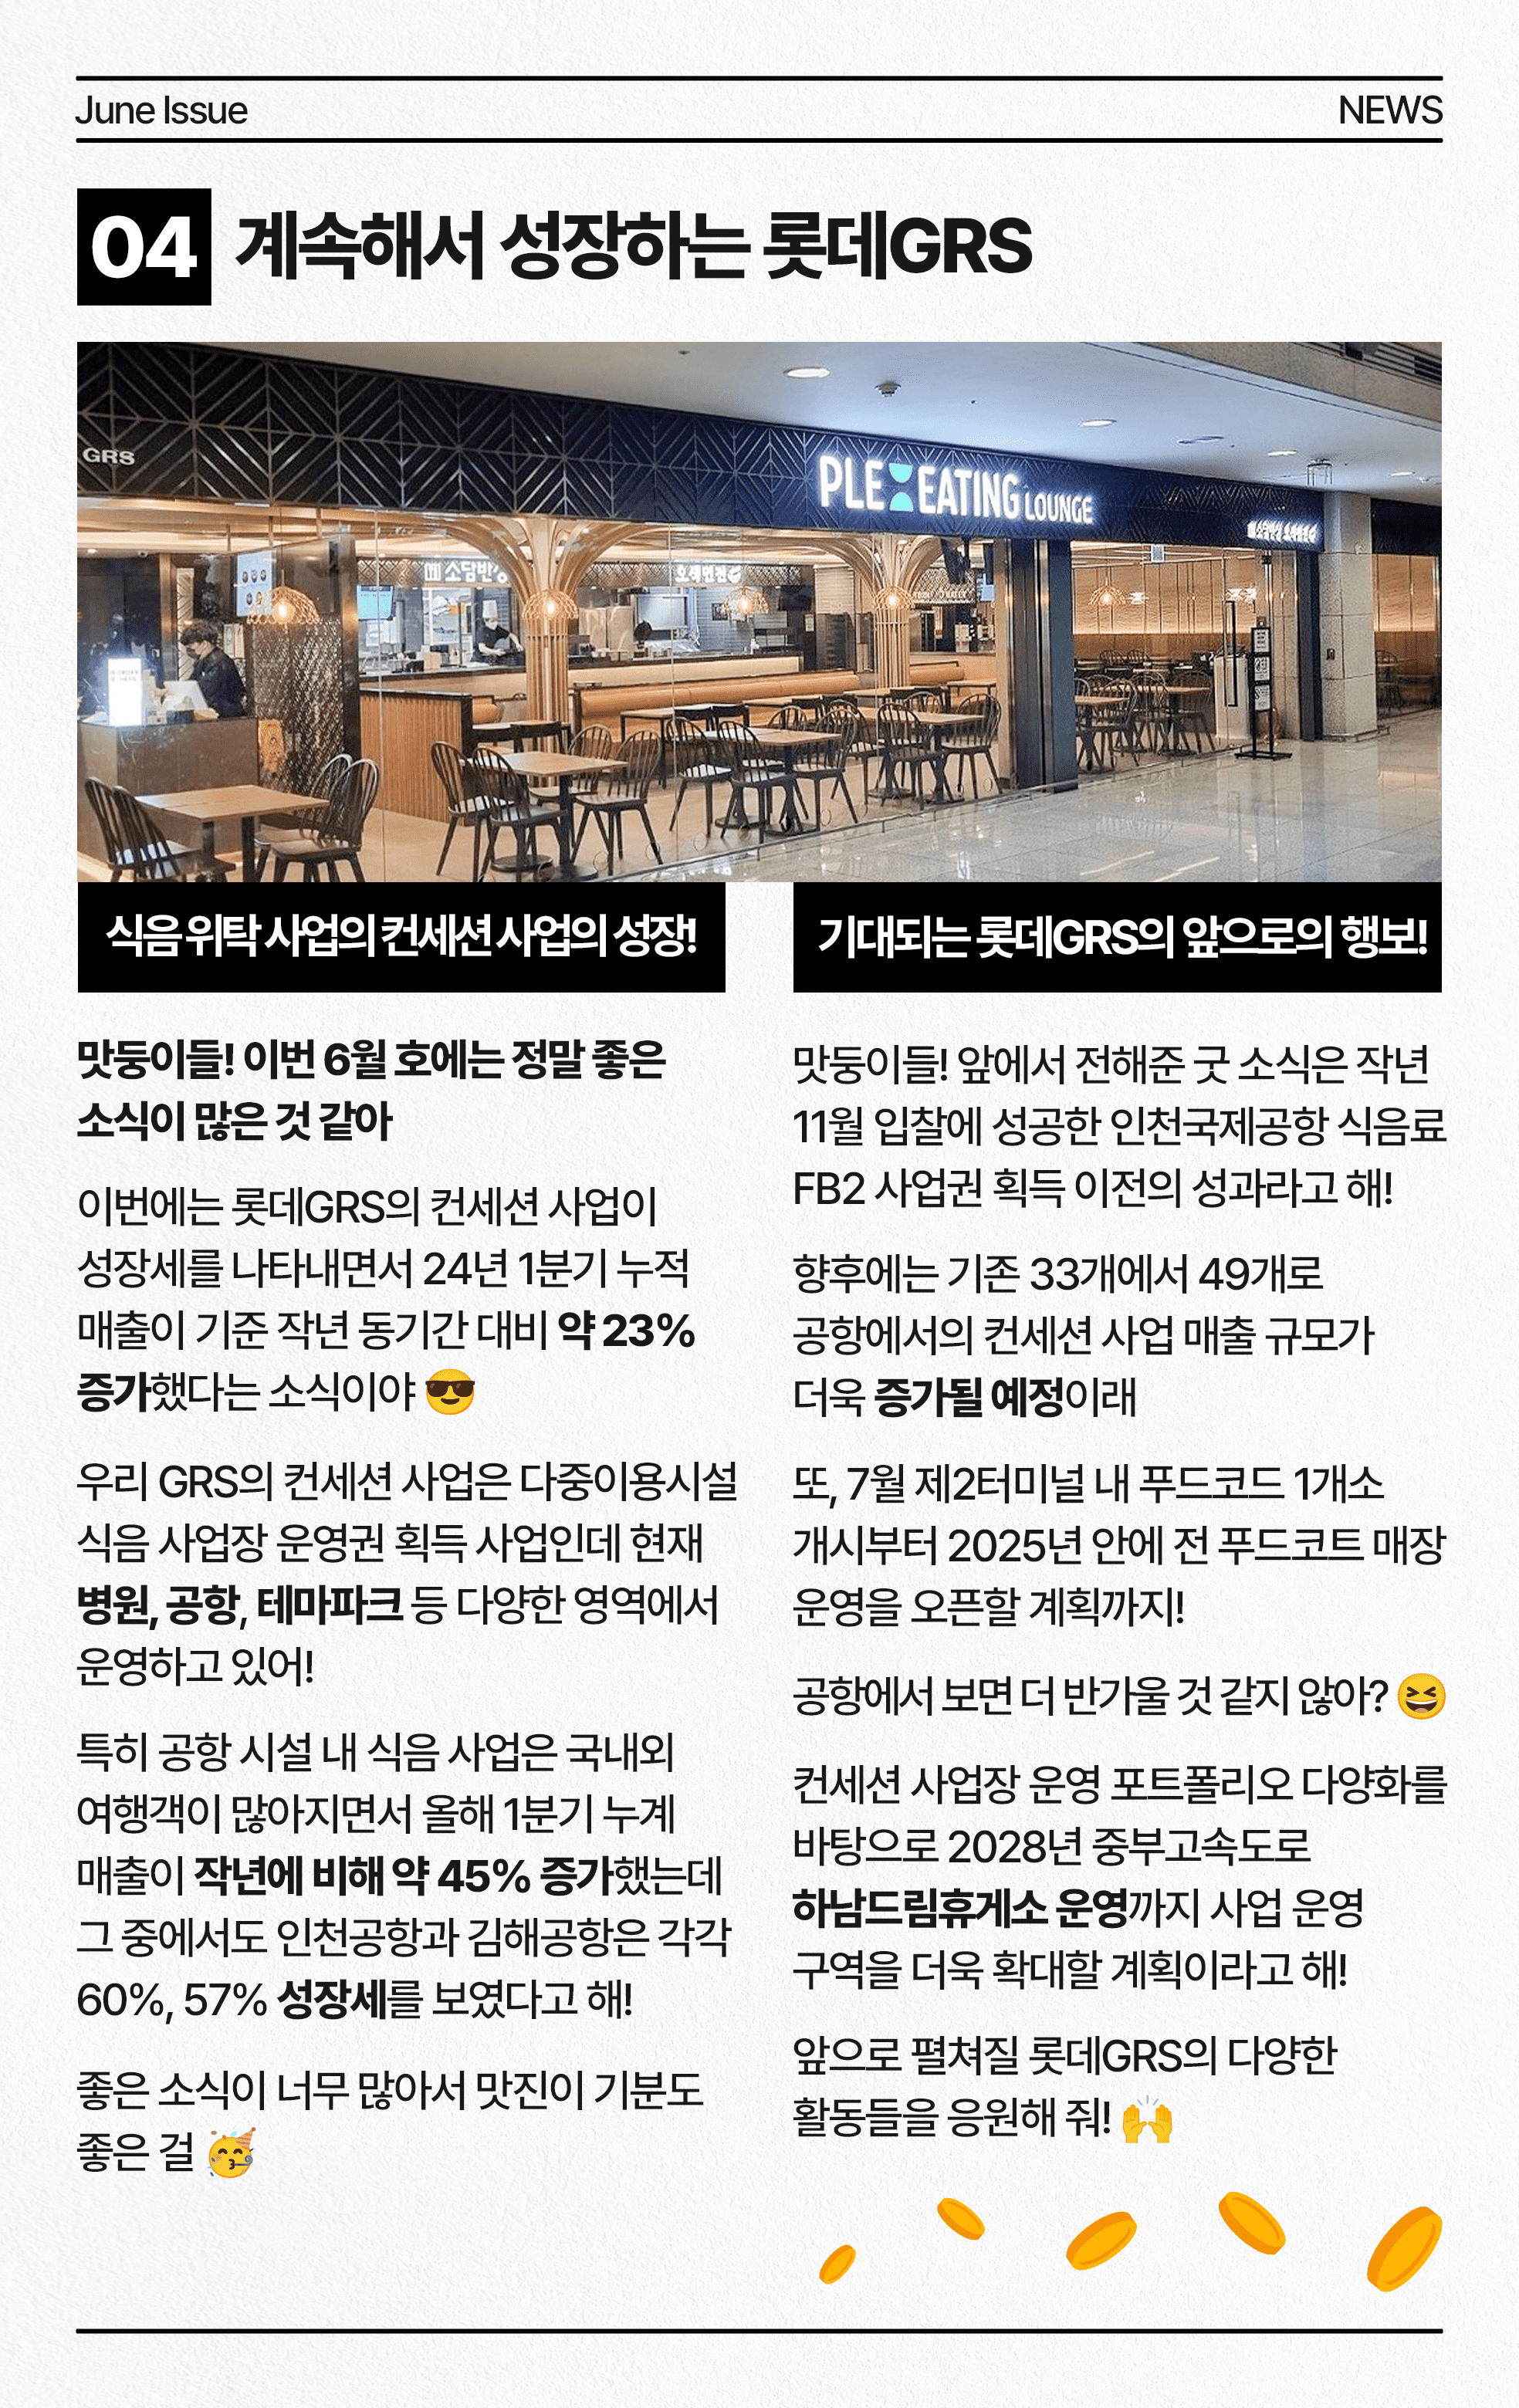 June Issue
NEWS
04 계속해서 성장하는 롯데GRS
GRS
PLE EATING LOUNGE
소담반상
식음 위탁 사업의 컨세션 사업의 성장!
맛둥이들! 이번 6월 호에는 정말 좋은
소식이 많은 것 같아
이번에는 롯데GRS의 컨세션 사업이
성장세를 나타내면서 24년 1분기 누적
매출이 기준 작년 동기간 대비 약 23%
증가했다는 소식이야 😎
우리 GRS의 컨세션 사업은 다중이용시설
식음 사업장 운영권 획득 사업인데 현재
병원, 공항, 테마파크 등 다양한 영역에서
운영하고 있어!
특히 공항 시설 내 식음 사업은 국내외
여행객이 많아지면서 올해 1분기 누계
매출이 작년에 비해 약 45% 증가했는데
그 중에서도 인천공항과 김해공항은 각각
60%, 57% 성장세를 보였다고 해!
좋은 소식이 너무 많아서 맛진이 기분도
좋은 걸 🥳
기대되는 롯데GRS의 앞으로의 행보!
맛둥이들! 앞에서 전해준 굿 소식은 작년
11월 입찰에 성공한 인천국제공항 식음료
FB2 사업권 획득 이전의 성과라고 해!
향후에는 기존 33개에서 49개로
공항에서의 컨세션 사업 매출 규모가
더욱 증가될 예정이래
또, 7월 제2터미널 내 푸드코드 1개소
개시부터 2025년 안에 전 푸드코트 매장
운영을 오픈할 계획까지!
공항에서 보면 더 반가울 것 같지 않아? 😆
컨세션 사업장 운영 포트폴리오 다양화를
바탕으로 2028년 중부고속도로
하남드림휴게소 운영까지 사업 운영
구역을 더욱 확대할 계획이라고 해!
앞으로 펼쳐질 롯데GRS의 다양한
활동들을 응원해 줘! 🙌